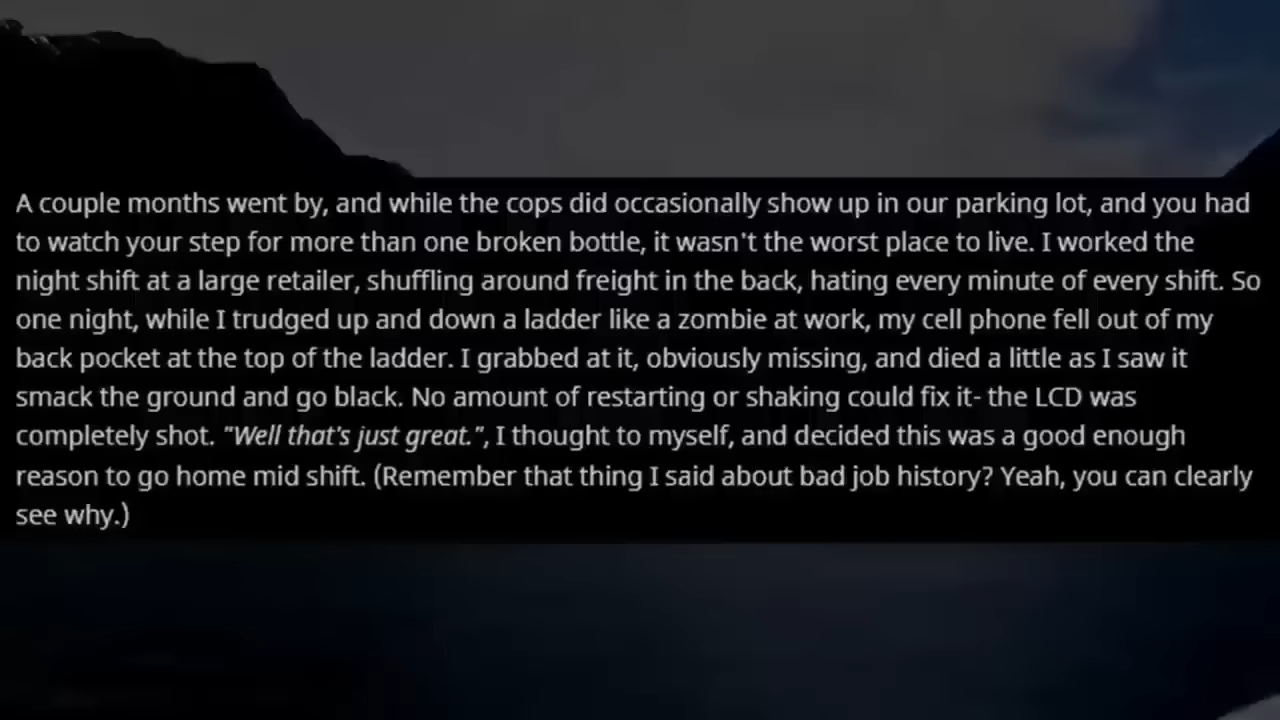 A couple months went by, and while the cops did occasionally show up in our parking lot, and you had
to watch your step for more than one broken bottle, it wasn't the worst place to live. I worked the
night shift at a large retailer, shuffling around freight in the back, hating every minute of every shift. So
one night, while I trudged up and down a ladder like a zombie at work, my cell phone fell out of my
back pocket at the top of the ladder. I grabbed at it, obviously missing, and died a little as I saw it
smack the ground and go black. No amount of restarting or shaking could fix it- the LCD was
completely shot. "Well that's just great.", I thought to myself, and decided this was a good enough
reason to go home mid shift. (Remember that thing I said about bad job history? Yeah, you can clearly
see why.)